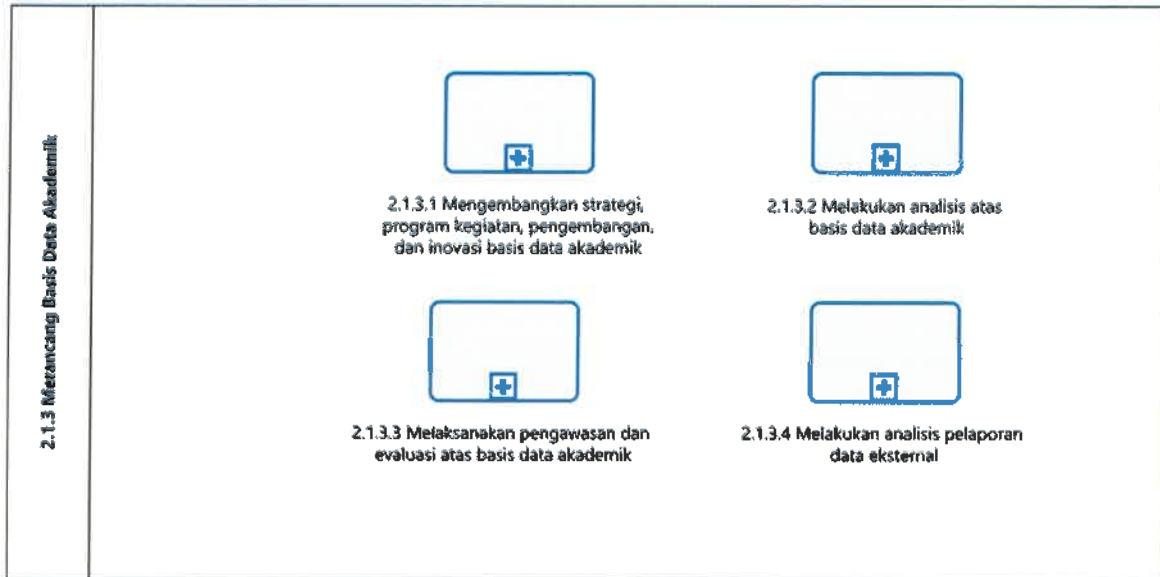 2.1.3 Merancang Basis Data Akademik
2.1.3.1 Mengembangkan strategi,
program kegiatan, pengembangan,
dan inovasi basis data akademik
2.1.3.2 Melakukan analisis atas
basis data akademik
2.1.3.3 Melaksanakan pengawasan dan
evaluasi atas basis data akademik
2.1.3.4 Melakukan analisis pelaporan
data eksternal